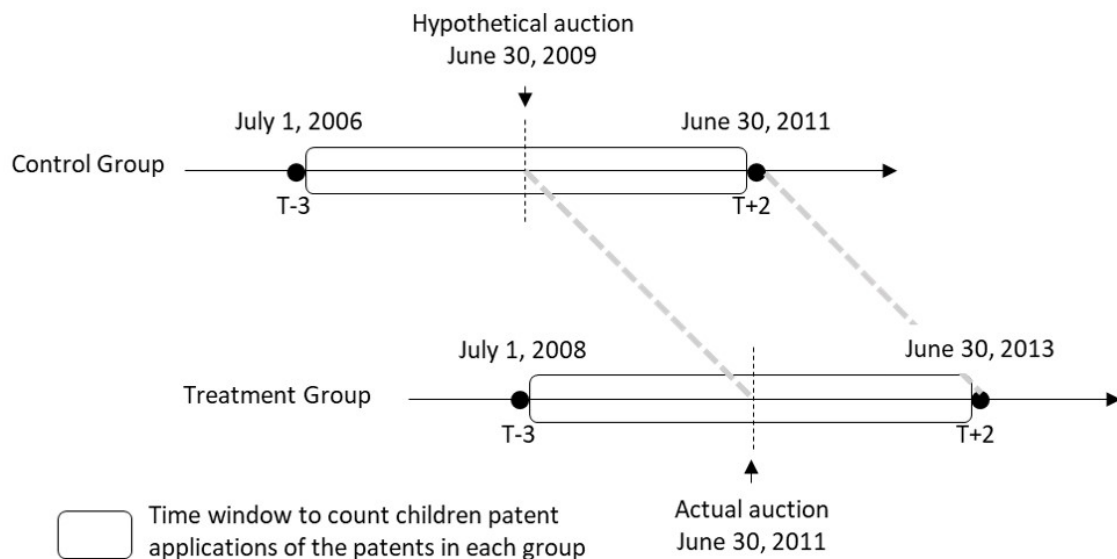 Hypothetical auction
June 30, 2009
July 1, 2006
June 30, 2011
Control Group
T-3
T+2
July 1, 2008
June 30, 2013
Treatment Group
T-3
T+2
Time window to count children patent
applications of the patents in each group
Actual auction
June 30, 2011